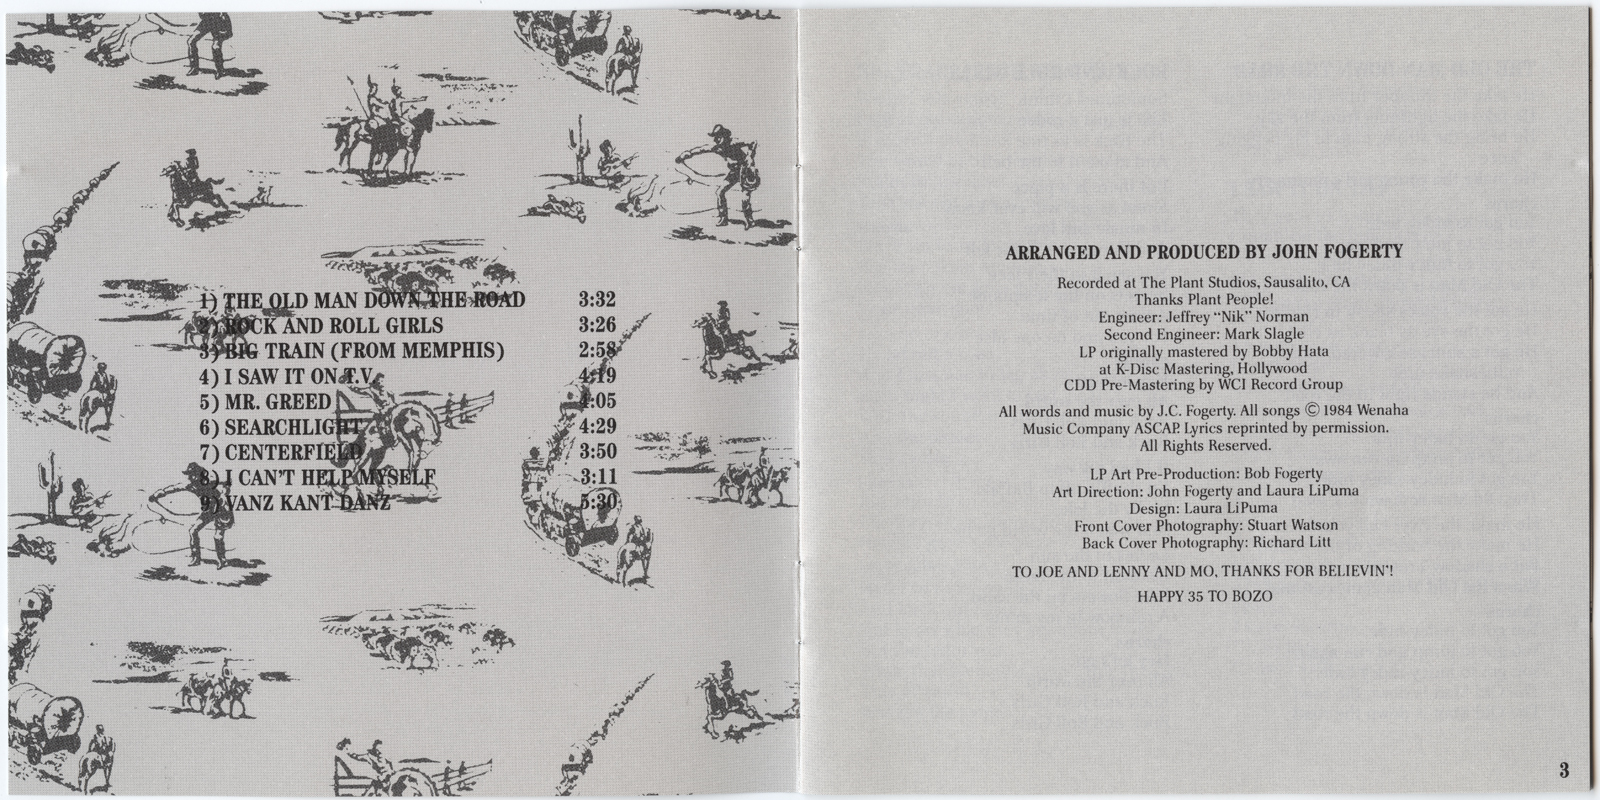 1) THE OLD MAN DOWN THE ROAD 3:32
2) ROCK AND ROLL GIRLS 3:26
3) BIG TRAIN (FROM MEMPHIS) 2:58
4) I SAW IT ON T.V. 4:19
5) MR. GREED 4:05
6) SEARCHLIGHT 4:29
7) CENTERFIELD 3:50
8) I CAN'T HELP MYSELF 3:11
9) VANZ KANT DANZ 5:30
ARRANGED AND PRODUCED BY JOHN FOGERTY
Recorded at The Plant Studios, Sausalito, CA
Thanks Plant People!
Engineer: Jeffrey “Nik” Norman
Second Engineer: Mark Slagle
LP originally mastered by Bobby Hata
at K-Disc Mastering, Hollywood
CDD Pre-Mastering by WCI Record Group
All words and music by J.C. Fogerty. All songs © 1984 Wenaha
Music Company ASCAP. Lyrics reprinted by permission.
All Rights Reserved.
LP Art Pre-Production: Bob Fogerty
Art Direction: John Fogerty and Laura LiPuma
Design: Laura LiPuma
Front Cover Photography: Stuart Watson
Back Cover Photography: Richard Litt
TO JOE AND LENNY AND MO, THANKS FOR BELIEVIN'!
HAPPY 35 TO BOZO
3